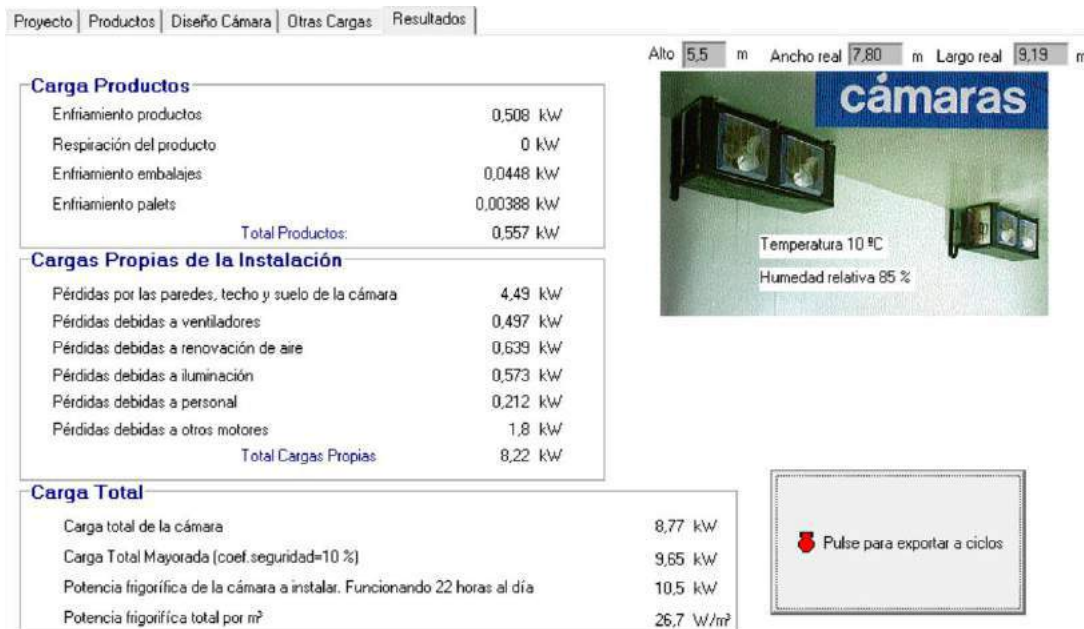 Proyecto Productos Diseño Cámara Otras Cargas Resultados
Alto 5,5 m Ancho real 7,80 m Largo real 9,19 m
cámaras
Temperatura 10 ºC
Humedad relativa 85 %
Carga Productos
Enfriamiento productos 0,508 kW
Respiración del producto 0 kW
Enfriamiento embalajes 0,0448 kW
Enfriamiento palets 0,00388 kW
Total Productos: 0,557 kW
Cargas Propias de la Instalación
Pérdidas por las paredes, techo y suelo de la cámara 4,49 kW
Pérdidas debidas a ventiladores 0,497 kW
Pérdidas debidas a renovación de aire 0,639 kW
Pérdidas debidas a iluminación 0,573 kW
Pérdidas debidas a personal 0,212 kW
Pérdidas debidas a otros motores 1,8 kW
Total Cargas Propias 8,22 kW
Carga Total
Carga total de la cámara 8,77 kW
Carga Total Mayorada (coef.seguridad=10 %) 9,65 kW
Potencia frigorífica de la cámara a instalar. Funcionando 22 horas al día 10,5 kW
Potencia frigorifíca total por m³ 26,7 W/m³
Pulse para exportar a ciclos